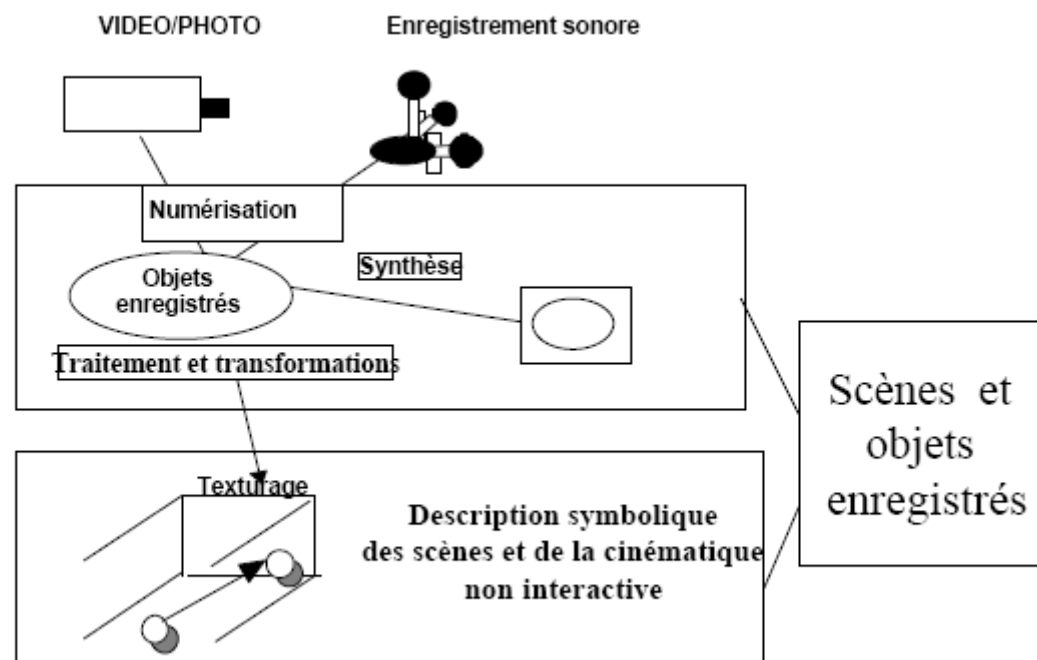 VIDEO/PHOTO
Enregistrement sonore
Numérisation
Synthèse
Objets
enregistrés
Traitement et transformations
Scènes et
objets
enregistrés
Texturage
Description symbolique
des scènes et de la cinématique
non interactive